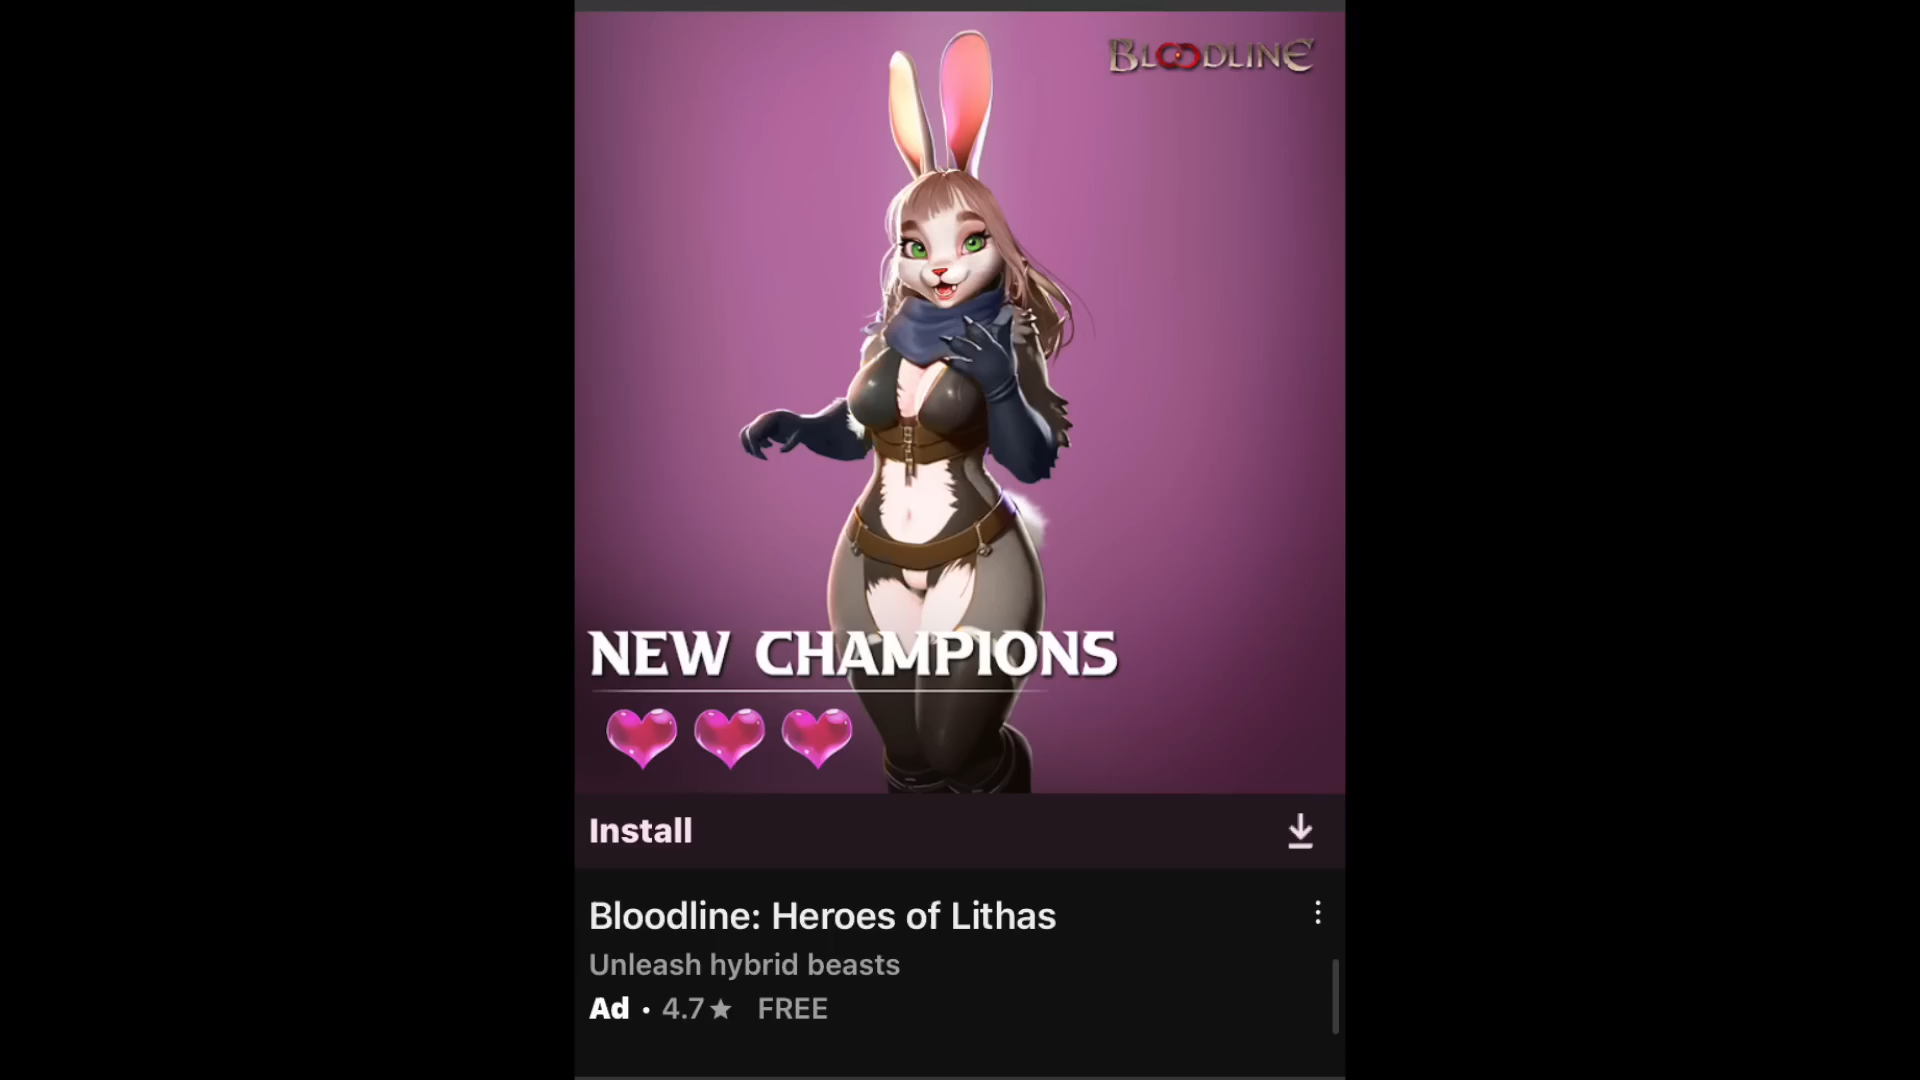 BLOODLINE
NEW CHAMPIONS
Install
Bloodline: Heroes of Lithas
Unleash hybrid beasts
Ad • 4.7★ FREE